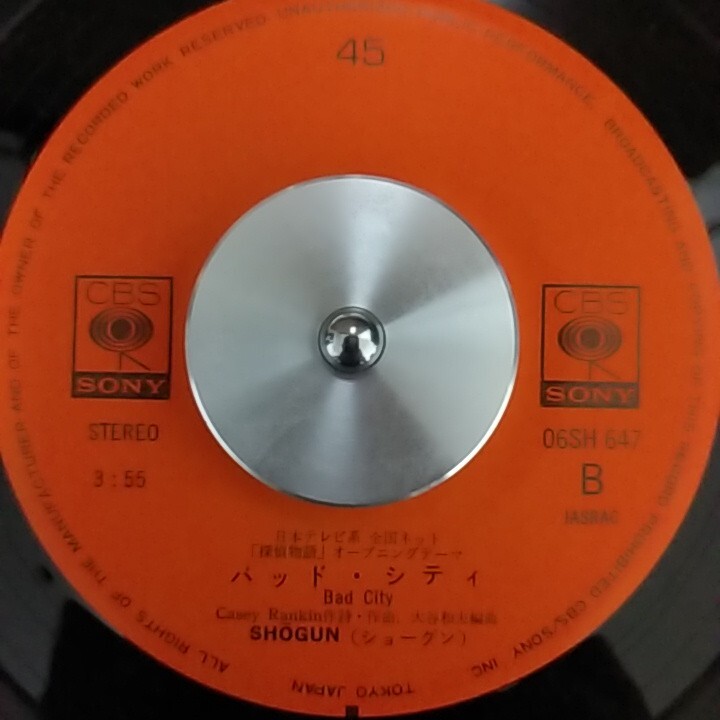 45
CBS
SONY
CBS
SONY
STEREO
3:55
06SH 647
B
JASRAC
日本テレビ系 全国ネット
「探偵物語」オープニングテーマ
バッド・シティ
Bad City
Casey Rankin作詩・作曲、大谷和夫編曲
SHŌGUN (ショーグン)
ALL RIGHTS OF THE MANUFACTURER AND OF THE OWNER OF THE RECORDED WORK RESERVED UNAUTHORIZED PUBLIC PERFORMANCE, BROADCASTING AND COPYING OF THIS RECORD PROHIBITED CBS/SONY INC.
TOKYO JAPAN